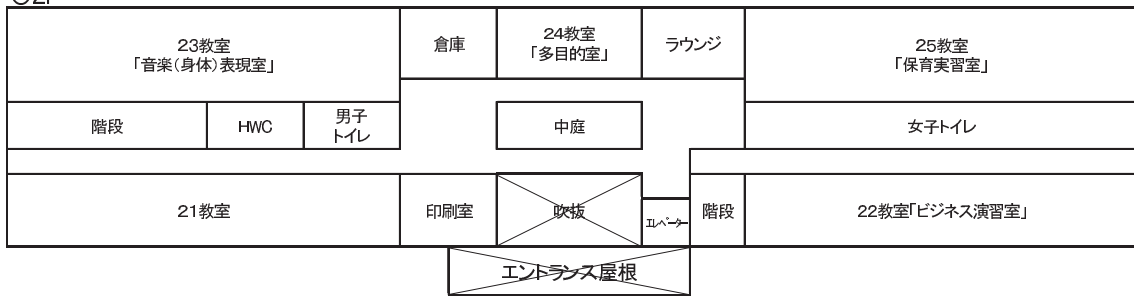 23教室
「音楽(身体)表現室」
倉庫
24教室
「多目的室」
ラウンジ
25教室
「保育実習室」
階段
HWC
男子
トイレ
中庭
女子トイレ
21教室
印刷室
吹抜
エレベーター
階段
22教室「ビジネス演習室」
エントランス屋根